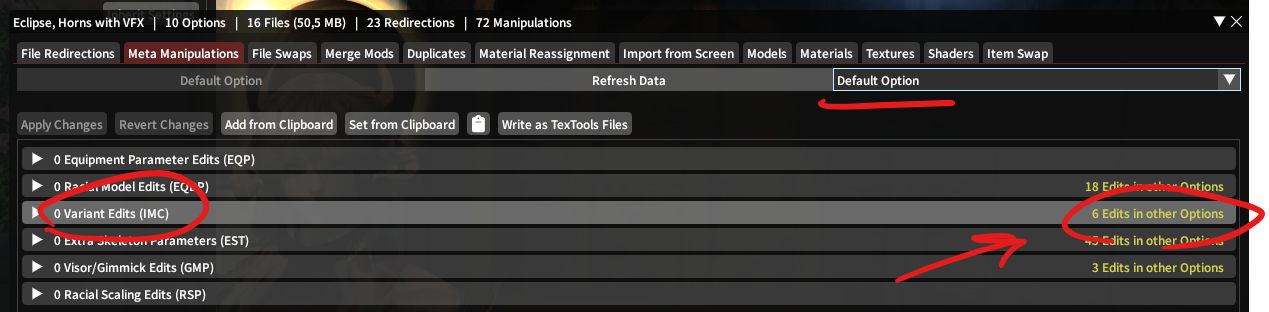 Inherit Settings
Eclipse, Horns with VFX | 10 Options | 16 Files (50,5 MB) | 23 Redirections | 72 Manipulations
File Redirections Meta Manipulations File Swaps Merge Mods Duplicates Material Reassignment Import from Screen Models Materials Textures Shaders Item Swap
Default Option Refresh Data Default Option
Apply Changes Revert Changes Add from Clipboard Set from Clipboard Write as TexTools Files
0 Equipment Parameter Edits (EQP)
0 Racial Model Edits (EQDP) 18 Edits in other Options
0 Variant Edits (IMC) 6 Edits in other Options
0 Extra Skeleton Parameters (EST) 45 Edits in other Options
0 Visor/Gimmick Edits (GMP) 3 Edits in other Options
0 Racial Scaling Edits (RSP)